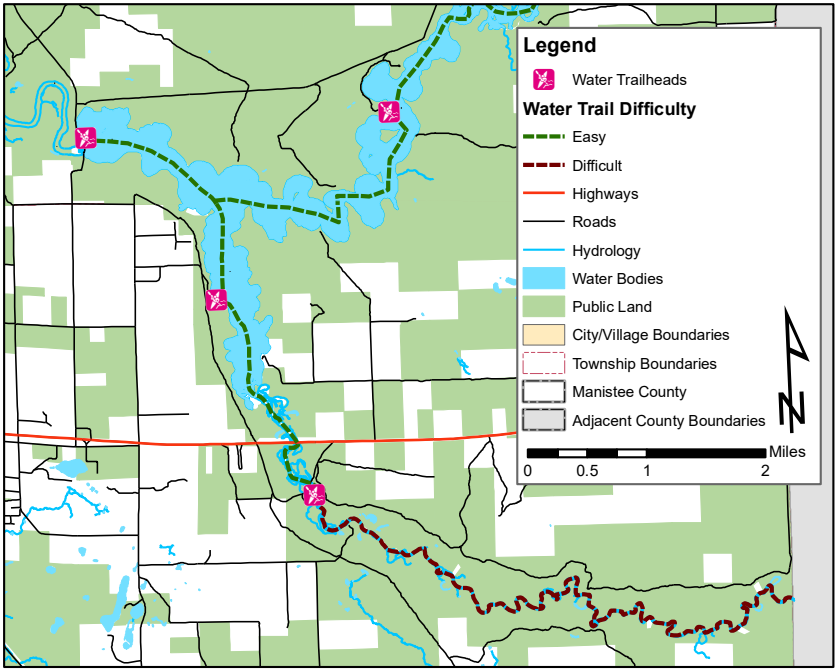 Legend
Water Trailheads
Water Trail Difficulty
Easy
Difficult
Highways
Roads
Hydrology
Water Bodies
Public Land
City/Village Boundaries
Township Boundaries
Manistee County
Adjacent County Boundaries
N
Miles
0 0.5 1 2